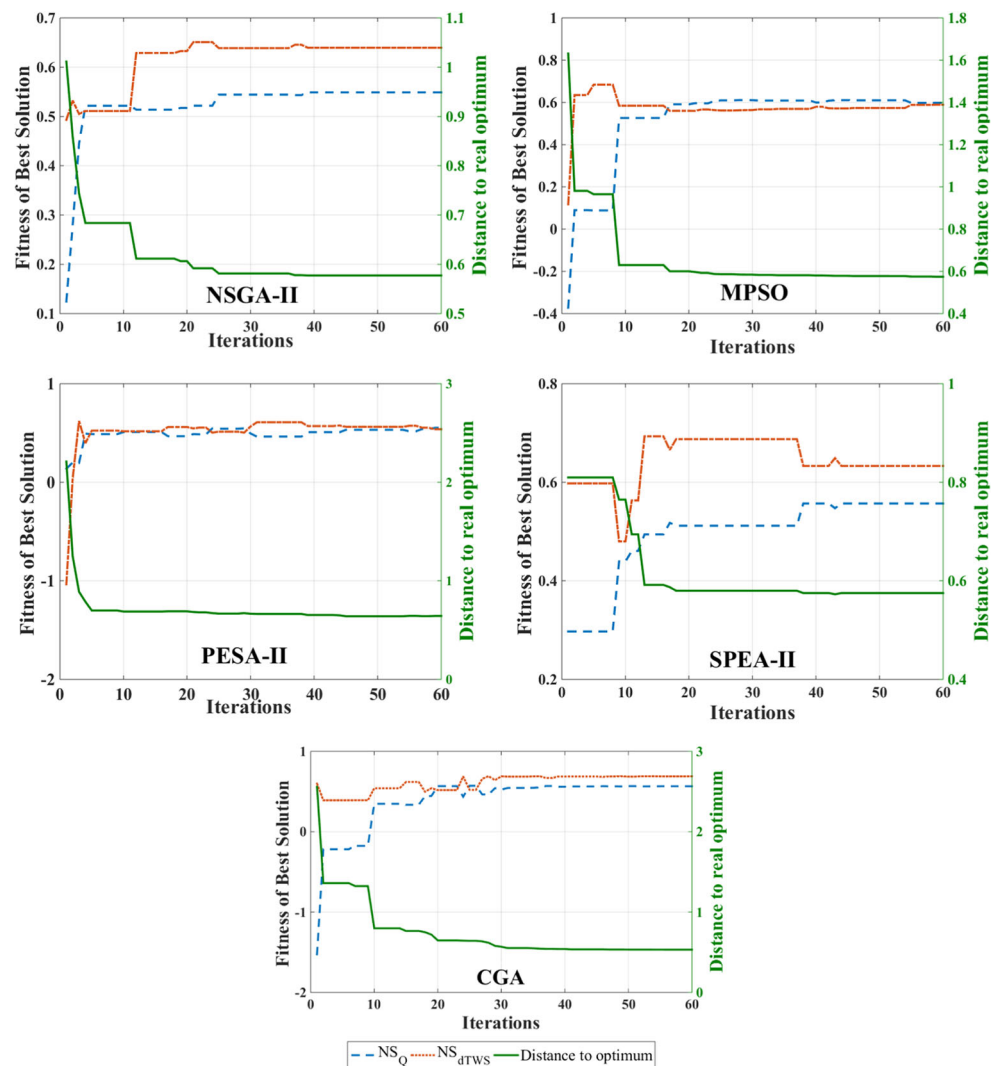 0.7
0.6
0.5
0.4
0.3
0.2
0.1
Fitness of Best Solution
1.1
1
0.9
0.8
0.7
0.6
0.5
Distance to real optimum
NSGA-II
0 10 20 30 40 50 60
Iterations
1
0.8
0.6
0.4
0.2
0
-0.2
-0.4
Fitness of Best Solution
1.8
1.6
1.4
1.2
1
0.8
0.6
0.4
Distance to real optimum
MPSO
0 10 20 30 40 50 60
Iterations
1
0
-1
-2
Fitness of Best Solution
3
2
1
0
Distance to real optimum
PESA-II
0 10 20 30 40 50 60
Iterations
0.8
0.6
0.4
0.2
Fitness of Best Solution
1
0.8
0.6
0.4
Distance to real optimum
SPEA-II
0 10 20 30 40 50 60
Iterations
1
0
-1
-2
Fitness of Best Solution
3
2
1
0
Distance to real optimum
CGA
0 10 20 30 40 50 60
Iterations
NS_Q NS_dTWS Distance to optimum